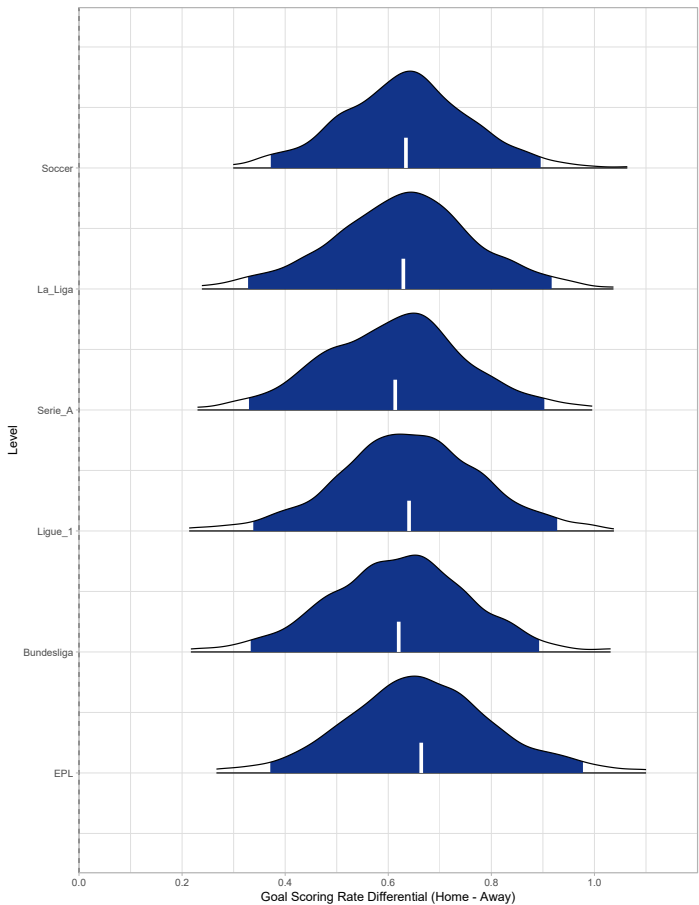 Soccer
La_Liga
Serie_A
Ligue_1
Bundesliga
EPL
Level
0.0 0.2 0.4 0.6 0.8 1.0
Goal Scoring Rate Differential (Home - Away)